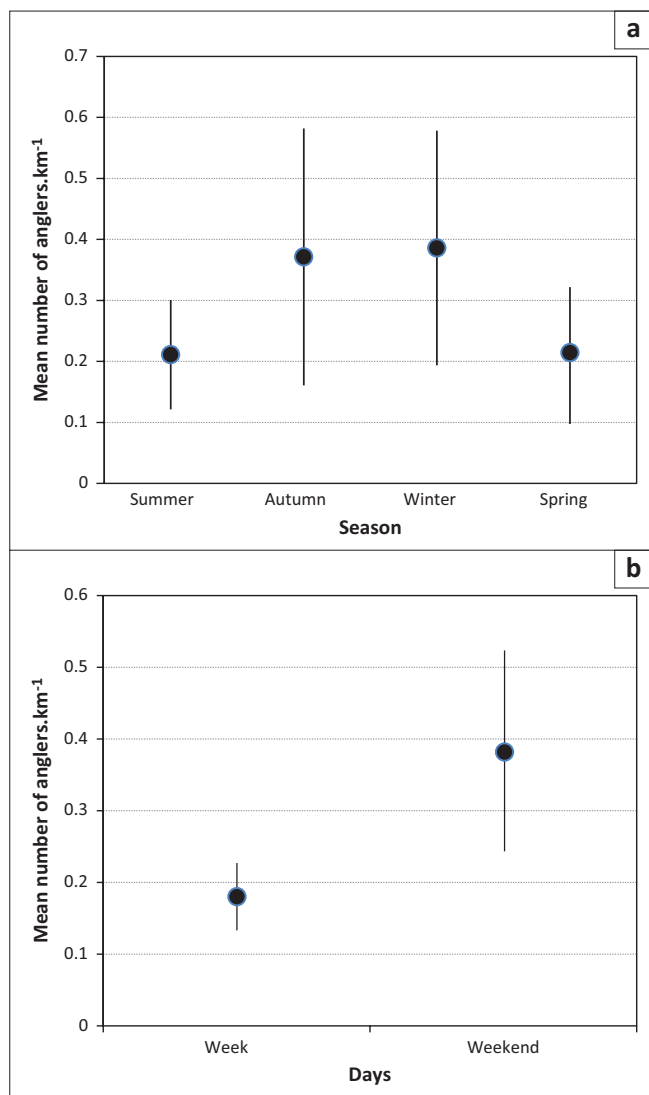 a
0.7
0.6
0.5
0.4
0.3
0.2
0.1
0
Mean number of anglers.km⁻¹
Summer Autumn Winter Spring
Season
b
0.6
0.5
0.4
0.3
0.2
0.1
0
Mean number of anglers.km⁻¹
Week Weekend
Days